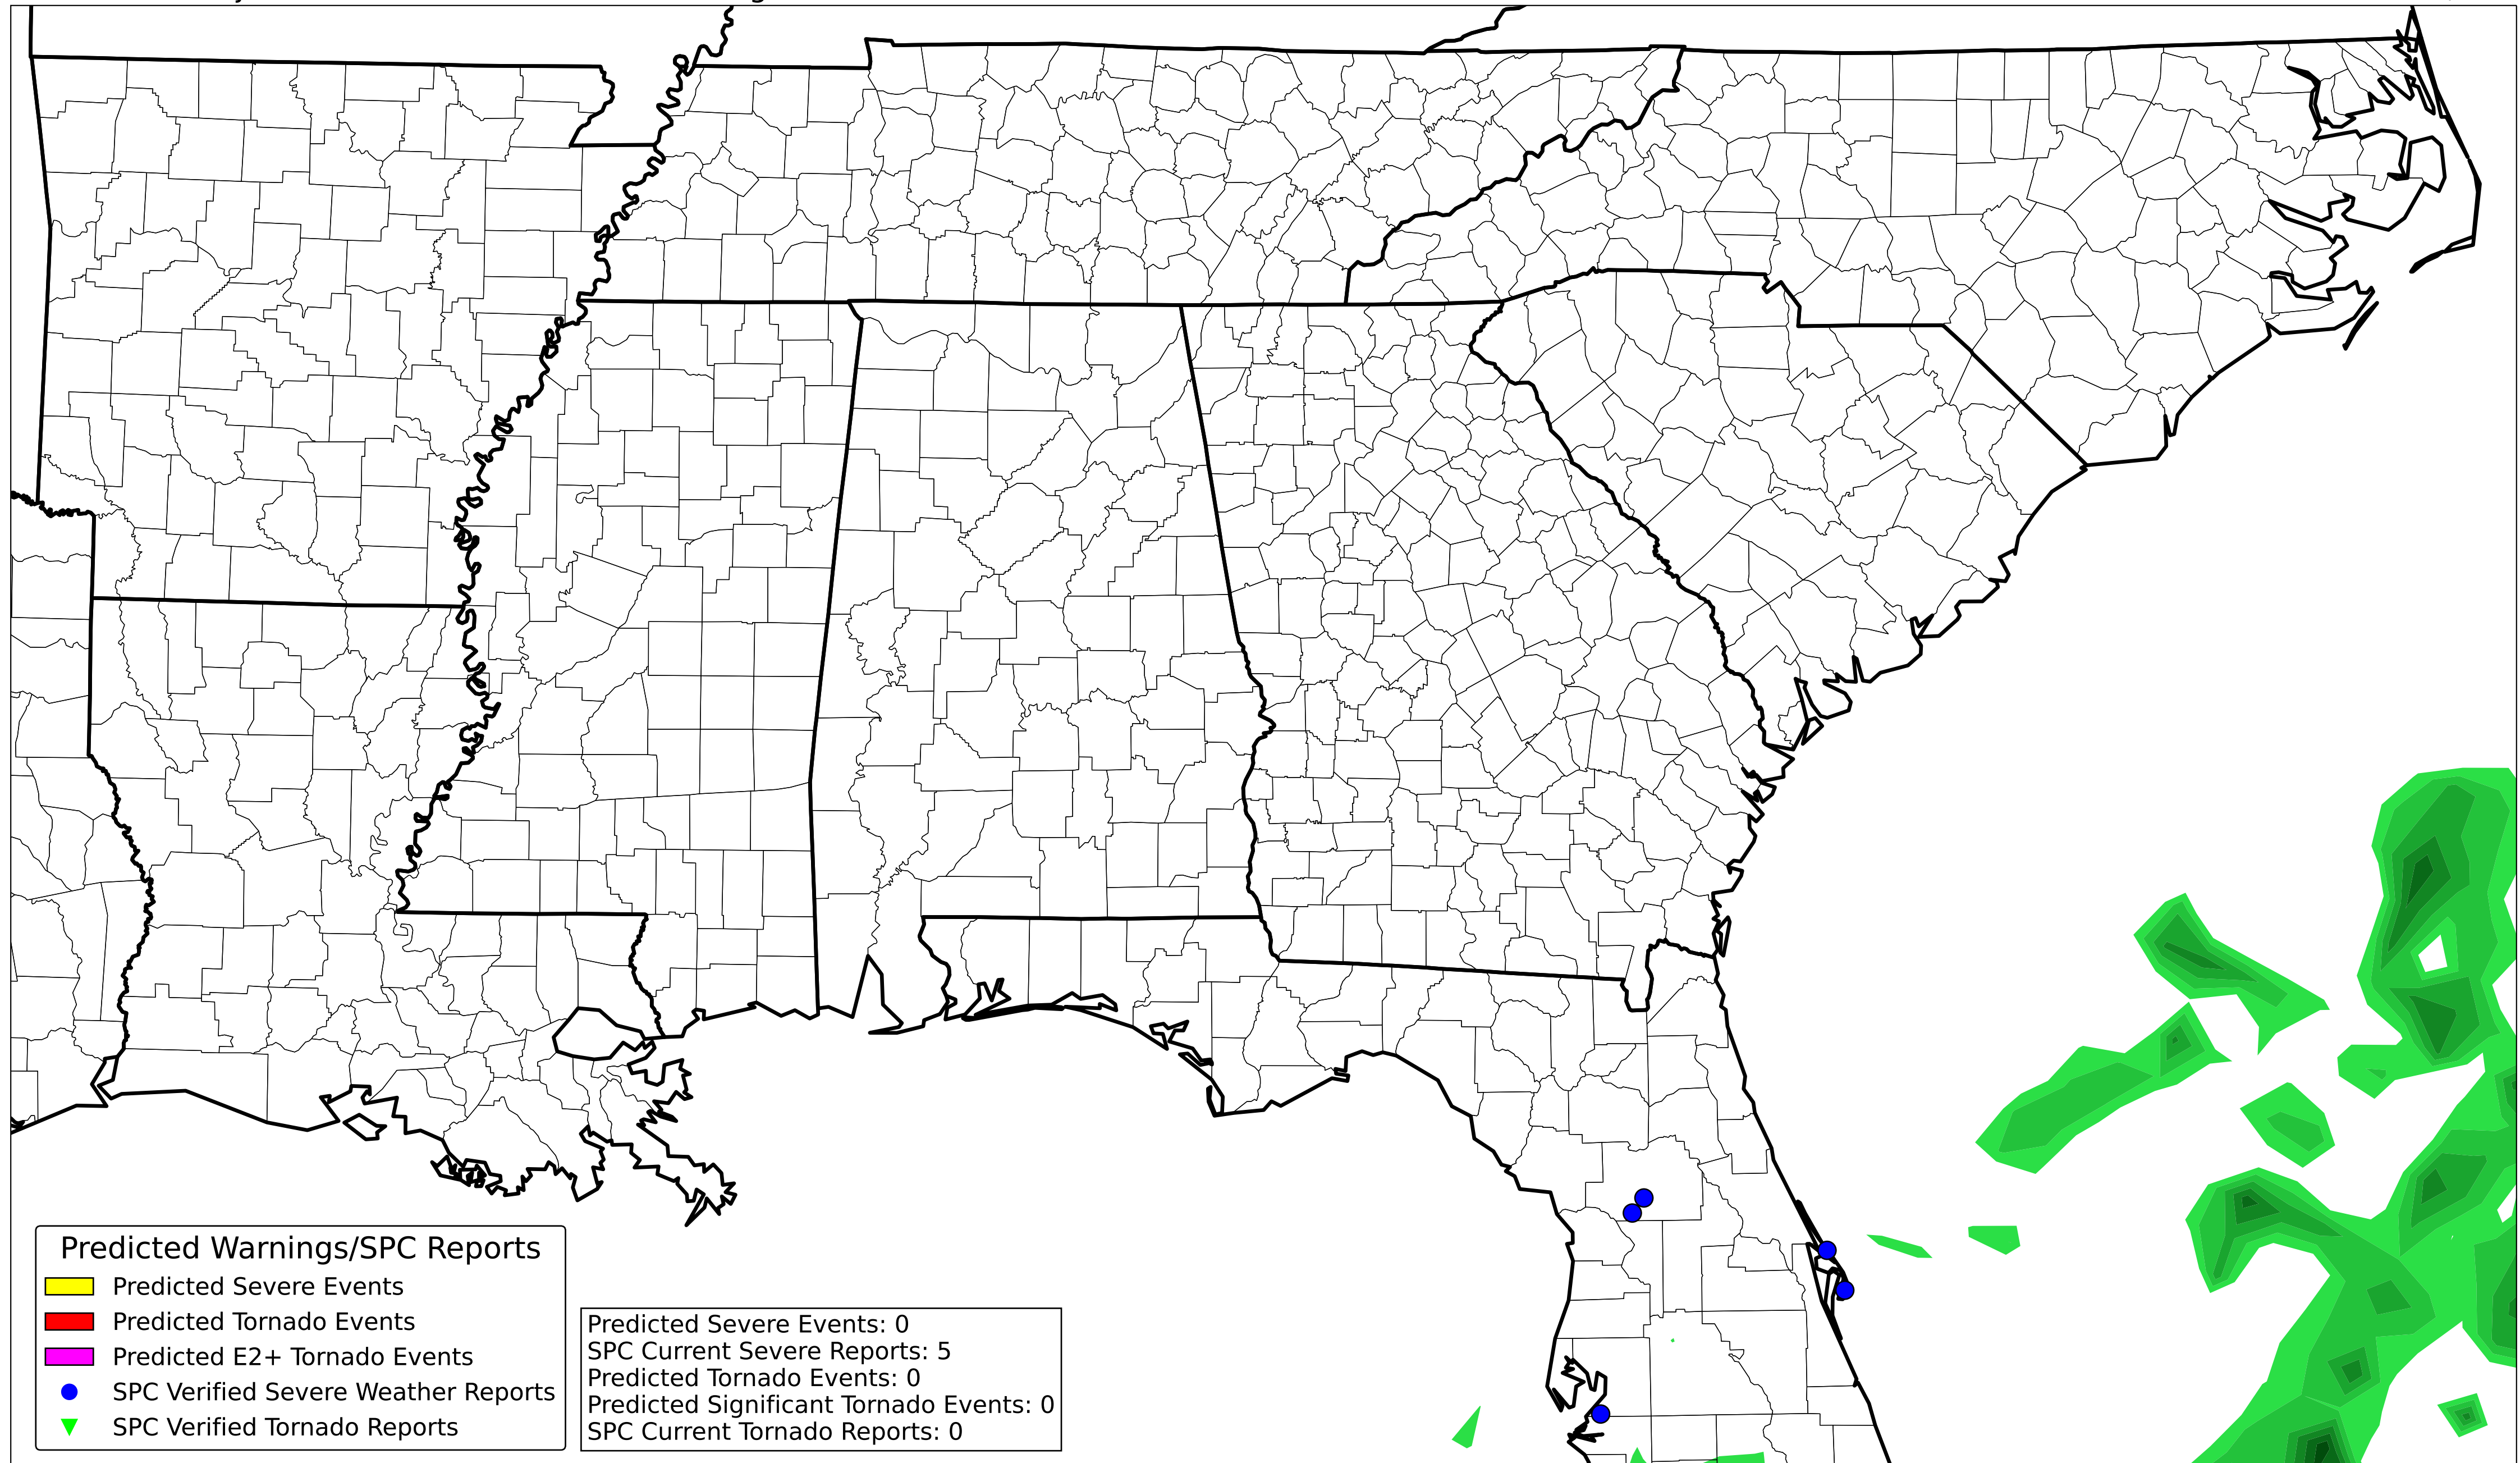 Predicted Warnings/SPC Reports
Predicted Severe Events
Predicted Tornado Events
Predicted E2+ Tornado Events
SPC Verified Severe Weather Reports
SPC Verified Tornado Reports
Predicted Severe Events: 0
SPC Current Severe Reports: 5
Predicted Tornado Events: 0
Predicted Significant Tornado Events: 0
SPC Current Tornado Reports: 0